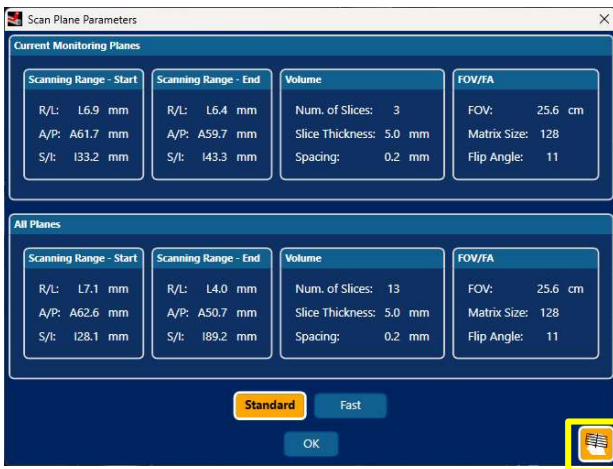 Scan Plane Parameters
Current Monitoring Planes
Scanning Range - Start
R/L: L6.9 mm
A/P: A61.7 mm
S/I: I33.2 mm
Scanning Range - End
R/L: L6.4 mm
A/P: A59.7 mm
S/I: I43.3 mm
Volume
Num. of Slices: 3
Slice Thickness: 5.0 mm
Spacing: 0.2 mm
FOV/FA
FOV: 25.6 cm
Matrix Size: 128
Flip Angle: 11
All Planes
Scanning Range - Start
R/L: L7.1 mm
A/P: A62.6 mm
S/I: I28.1 mm
Scanning Range - End
R/L: L4.0 mm
A/P: A50.7 mm
S/I: I89.2 mm
Volume
Num. of Slices: 13
Slice Thickness: 5.0 mm
Spacing: 0.2 mm
FOV/FA
FOV: 25.6 cm
Matrix Size: 128
Flip Angle: 11
Standard
Fast
OK